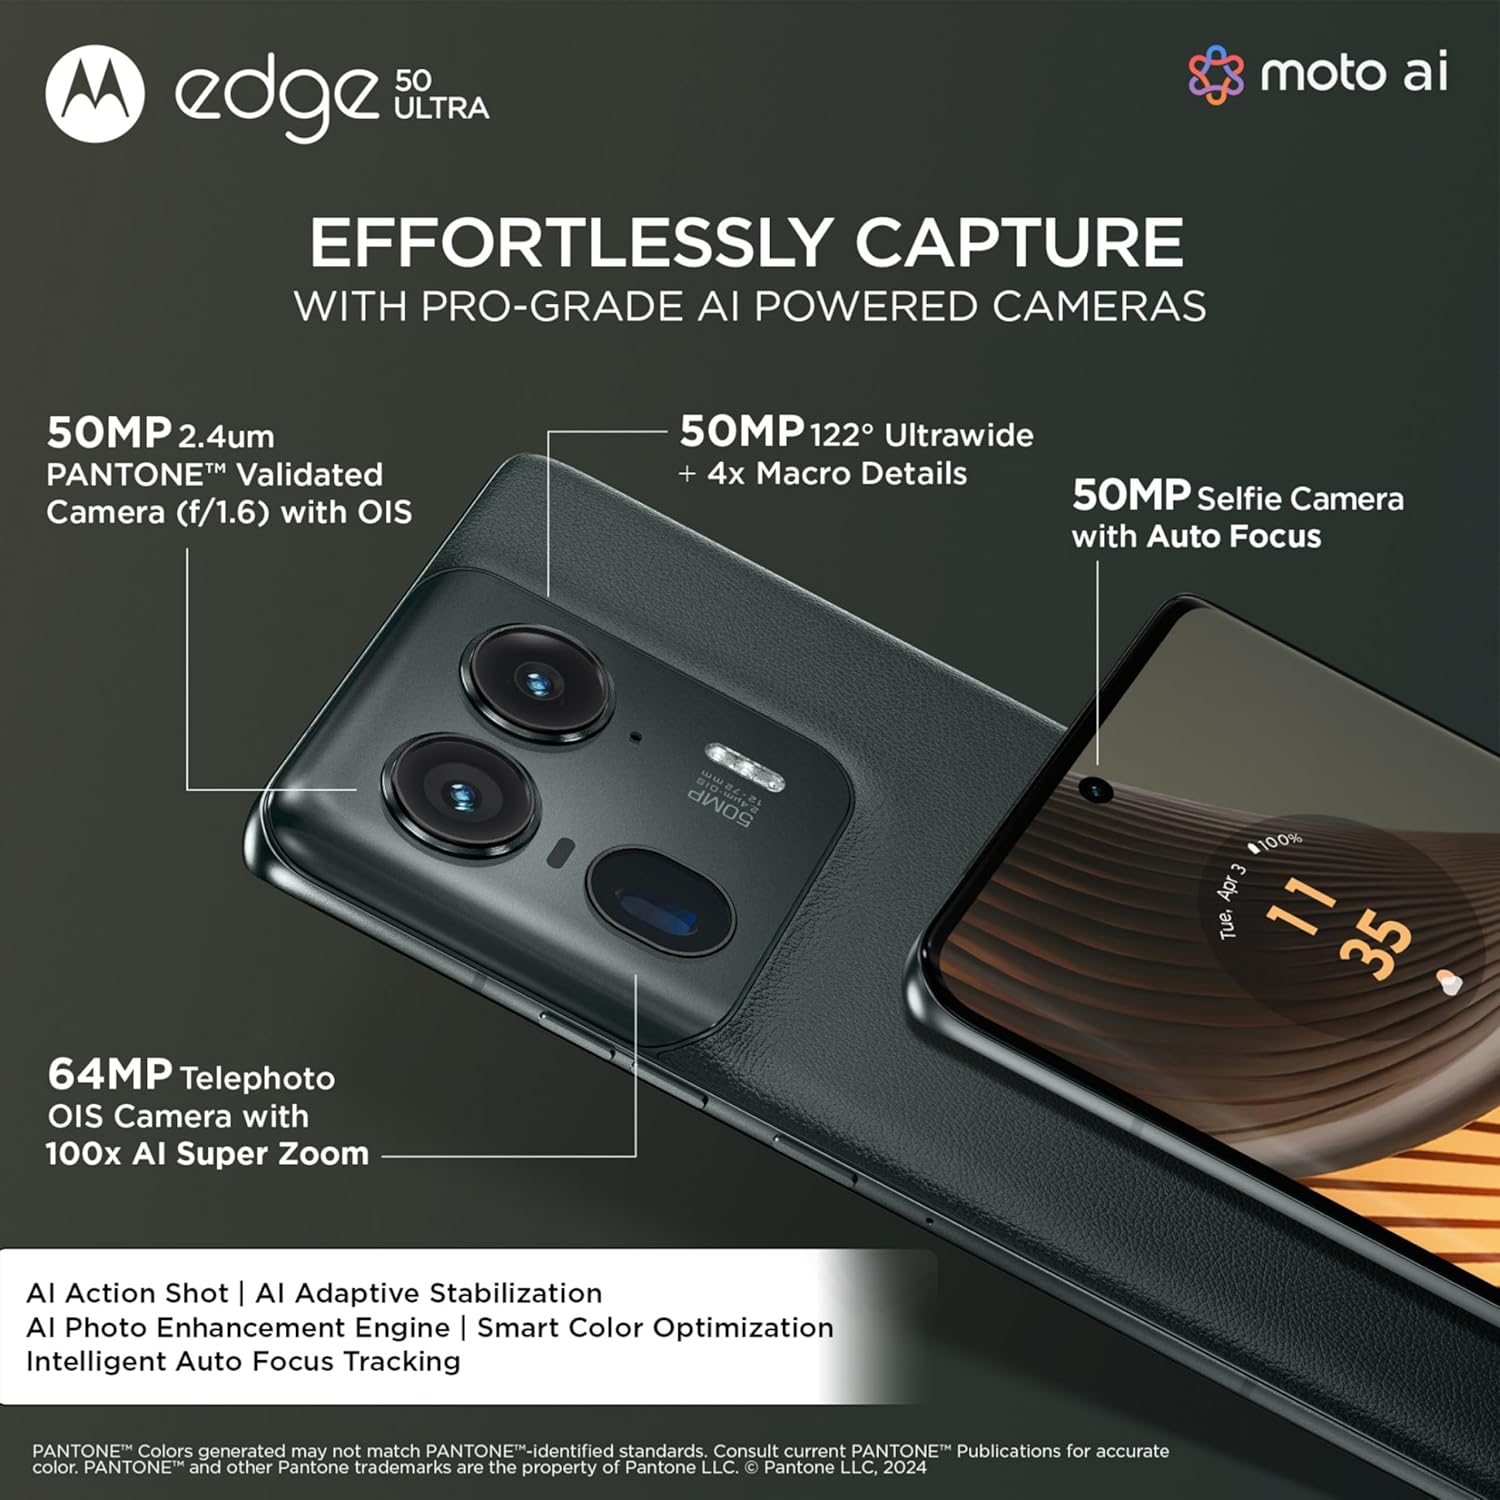 edge 50 ULTRA
moto ai
EFFORTLESSLY CAPTURE
WITH PRO-GRADE AI POWERED CAMERAS
50MP 2.4um
PANTONE™ Validated
Camera (f/1.6) with OIS
50MP 122° Ultrawide
+ 4x Macro Details
50MP Selfie Camera
with Auto Focus
50MP
2.4µm-OIS
12-72mm
Tue, Apr 3
100%
11
35
64MP Telephoto
OIS Camera with
100x AI Super Zoom
AI Action Shot | AI Adaptive Stabilization
AI Photo Enhancement Engine | Smart Color Optimization
Intelligent Auto Focus Tracking
PANTONE™ Colors generated may not match PANTONE™-identified standards. Consult current PANTONE™ Publications for accurate
color. PANTONE™ and other Pantone trademarks are the property of Pantone LLC. © Pantone LLC, 2024